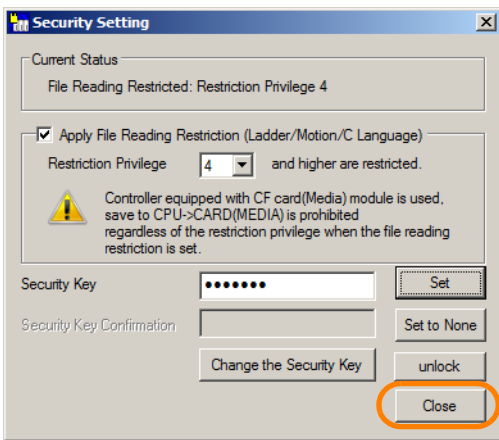 Security Setting
Current Status
File Reading Restricted: Restriction Privilege 4
Apply File Reading Restriction (Ladder/Motion/C Language)
Restriction Privilege 4 and higher are restricted.
Controller equipped with CF card(Media) module is used,
save to CPU->CARD(MEDIA) is prohibited
regardless of the restriction privilege when the file reading
restriction is set.
Security Key ••••••• Set
Security Key Confirmation Set to None
Change the Security Key unlock
Close